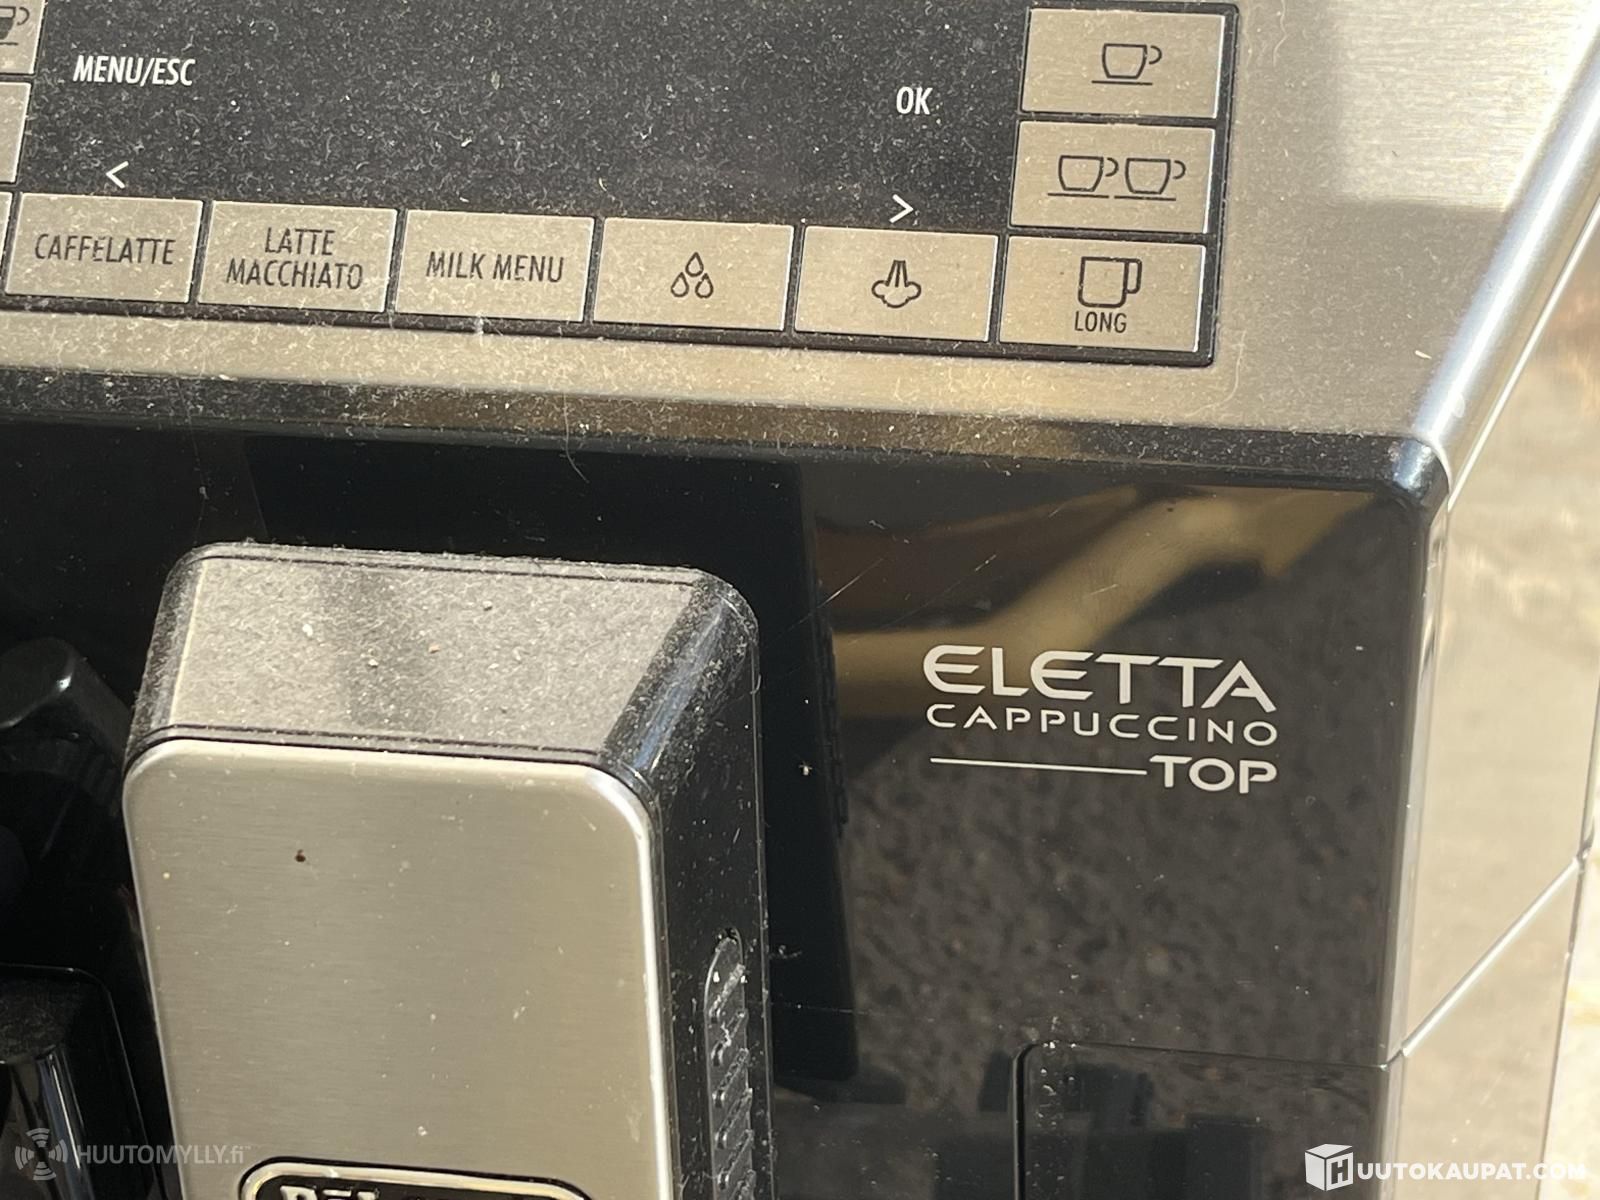 MENU/ESC
OK
<
>
CAFFELATTE
LATTE
MACCHIATO
MILK MENU
LONG
ELETTA
CAPPUCCINO
TOP
HUUTOMYLLY.fi
HUUTOKAUPAT.COM